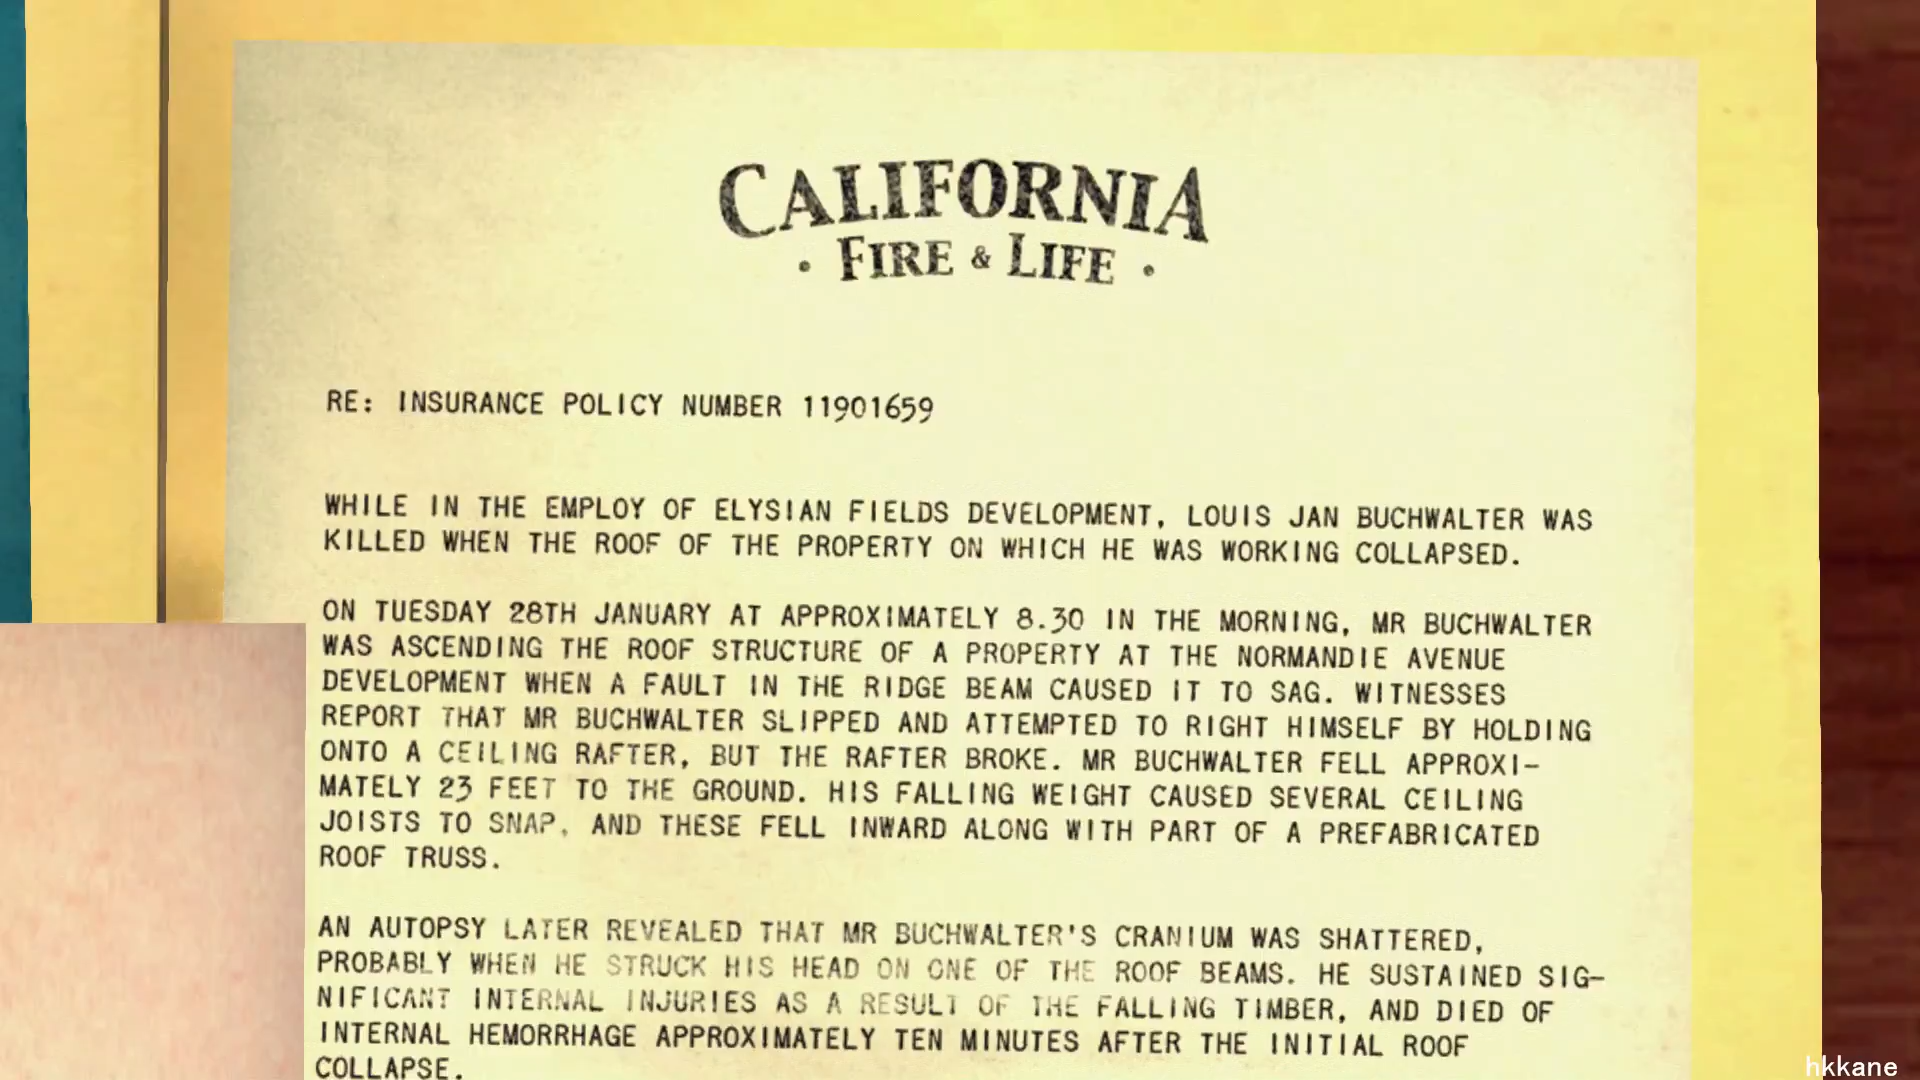 CALIFORNIA
• FIRE & LIFE •
RE: INSURANCE POLICY NUMBER 11901659
WHILE IN THE EMPLOY OF ELYSIAN FIELDS DEVELOPMENT, LOUIS JAN BUCHWALTER WAS
KILLED WHEN THE ROOF OF THE PROPERTY ON WHICH HE WAS WORKING COLLAPSED.
ON TUESDAY 28TH JANUARY AT APPROXIMATELY 8.30 IN THE MORNING, MR BUCHWALTER
WAS ASCENDING THE ROOF STRUCTURE OF A PROPERTY AT THE NORMANDIE AVENUE
DEVELOPMENT WHEN A FAULT IN THE RIDGE BEAM CAUSED IT TO SAG. WITNESSES
REPORT THAT MR BUCHWALTER SLIPPED AND ATTEMPTED TO RIGHT HIMSELF BY HOLDING
ONTO A CEILING RAFTER, BUT THE RAFTER BROKE. MR BUCHWALTER FELL APPROXI-
MATELY 23 FEET TO THE GROUND. HIS FALLING WEIGHT CAUSED SEVERAL CEILING
JOISTS TO SNAP, AND THESE FELL INWARD ALONG WITH PART OF A PREFABRICATED
ROOF TRUSS.
AN AUTOPSY LATER REVEALED THAT MR BUCHWALTER'S CRANIUM WAS SHATTERED,
PROBABLY WHEN HE STRUCK HIS HEAD ON ONE OF THE ROOF BEAMS. HE SUSTAINED SIG-
NIFICANT INTERNAL INJURIES AS A RESULT OF THE FALLING TIMBER, AND DIED OF
INTERNAL HEMORRHAGE APPROXIMATELY TEN MINUTES AFTER THE INITIAL ROOF
COLLAPSE.
hkkane